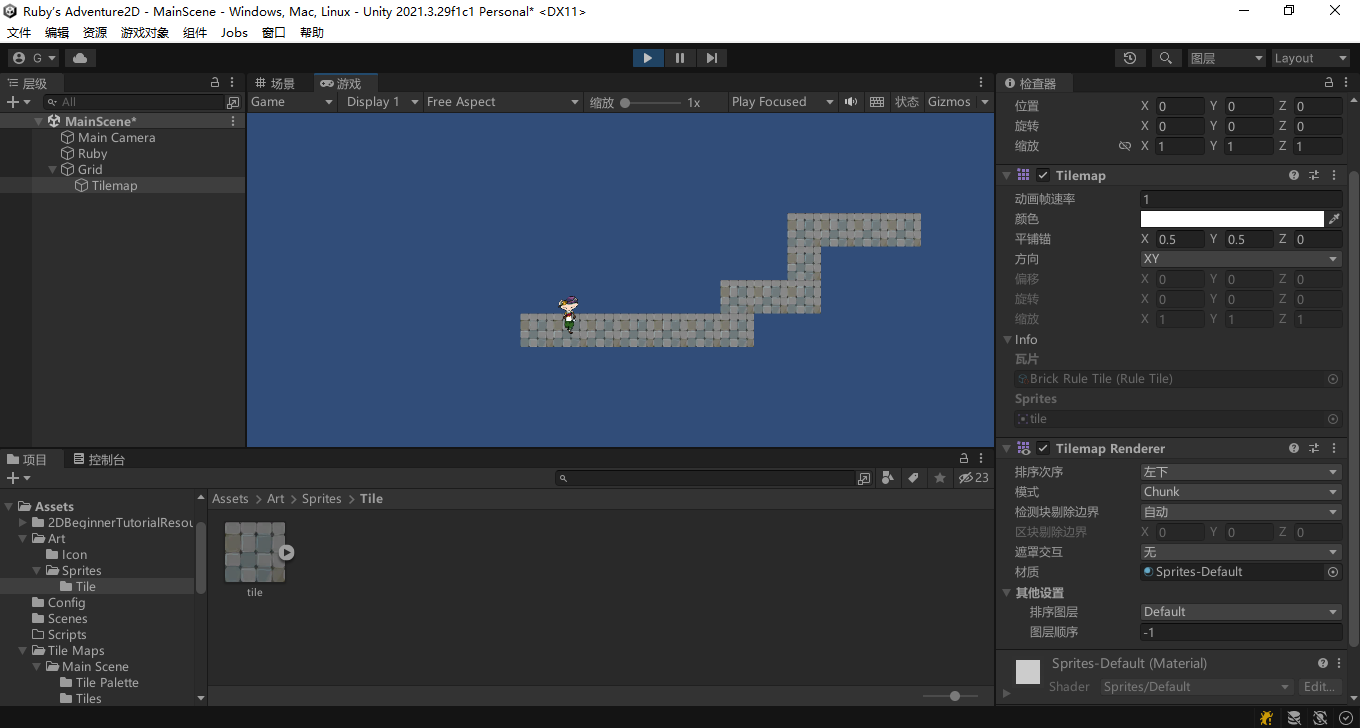 Ruby's Adventure2D - MainScene - Windows, Mac, Linux - Unity 2021.3.29f1c1 Personal* <DX11>
文件 编辑 资源 游戏对象 组件 Jobs 窗口 帮助
G 图层 Layout
层级 场景 游戏 检查器
All Game Display 1 Free Aspect 缩放 1x Play Focused 状态 Gizmos
MainScene*
Main Camera
Ruby
Grid
Tilemap
位置 X 0 Y 0 Z 0
旋转 X 0 Y 0 Z 0
缩放 X 1 Y 1 Z 1
Tilemap
动画帧速率 1
颜色
平铺锚 X 0.5 Y 0.5 Z 0
方向 XY
偏移 X 0 Y 0 Z 0
旋转 X 0 Y 0 Z 0
缩放 X 1 Y 1 Z 1
Info
瓦片
Brick Rule Tile (Rule Tile)
Sprites
tile
Tilemap Renderer
排序次序 左下
模式 Chunk
检测块剔除边界 自动
区块剔除边界 X 0 Y 0 Z 0
遮罩交互 无
材质 Sprites-Default
其他设置
排序图层 Default
图层顺序 -1
Sprites-Default (Material)
Shader Sprites/Default Edit...
项目 控制台
23
Assets
2DBeginnerTutorialResou
Art
Icon
Sprites
Tile
Config
Scenes
Scripts
Tile Maps
Main Scene
Tile Palette
Tiles
Assets > Art > Sprites > Tile
tile